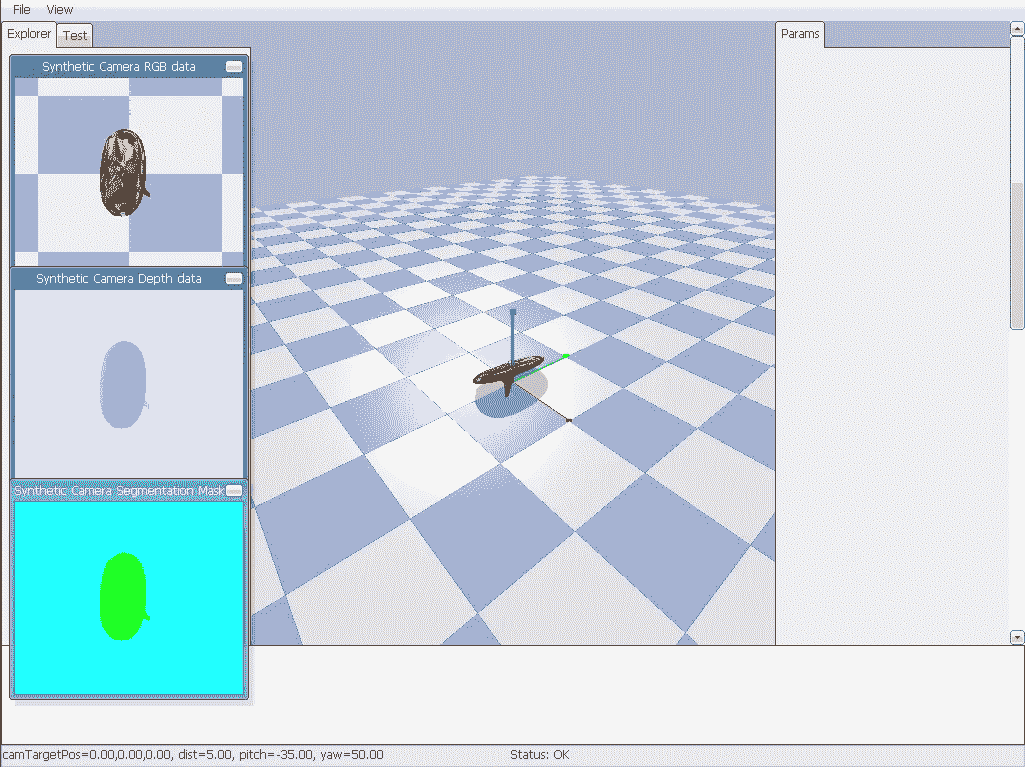 File View
Explorer Test
Params
Synthetic Camera RGB data
Synthetic Camera Depth data
Synthetic Camera Segmentation Mask
camTargetPos=0.00,0.00,0.00, dist=5.00, pitch=-35.00, yaw=50.00
Status: OK